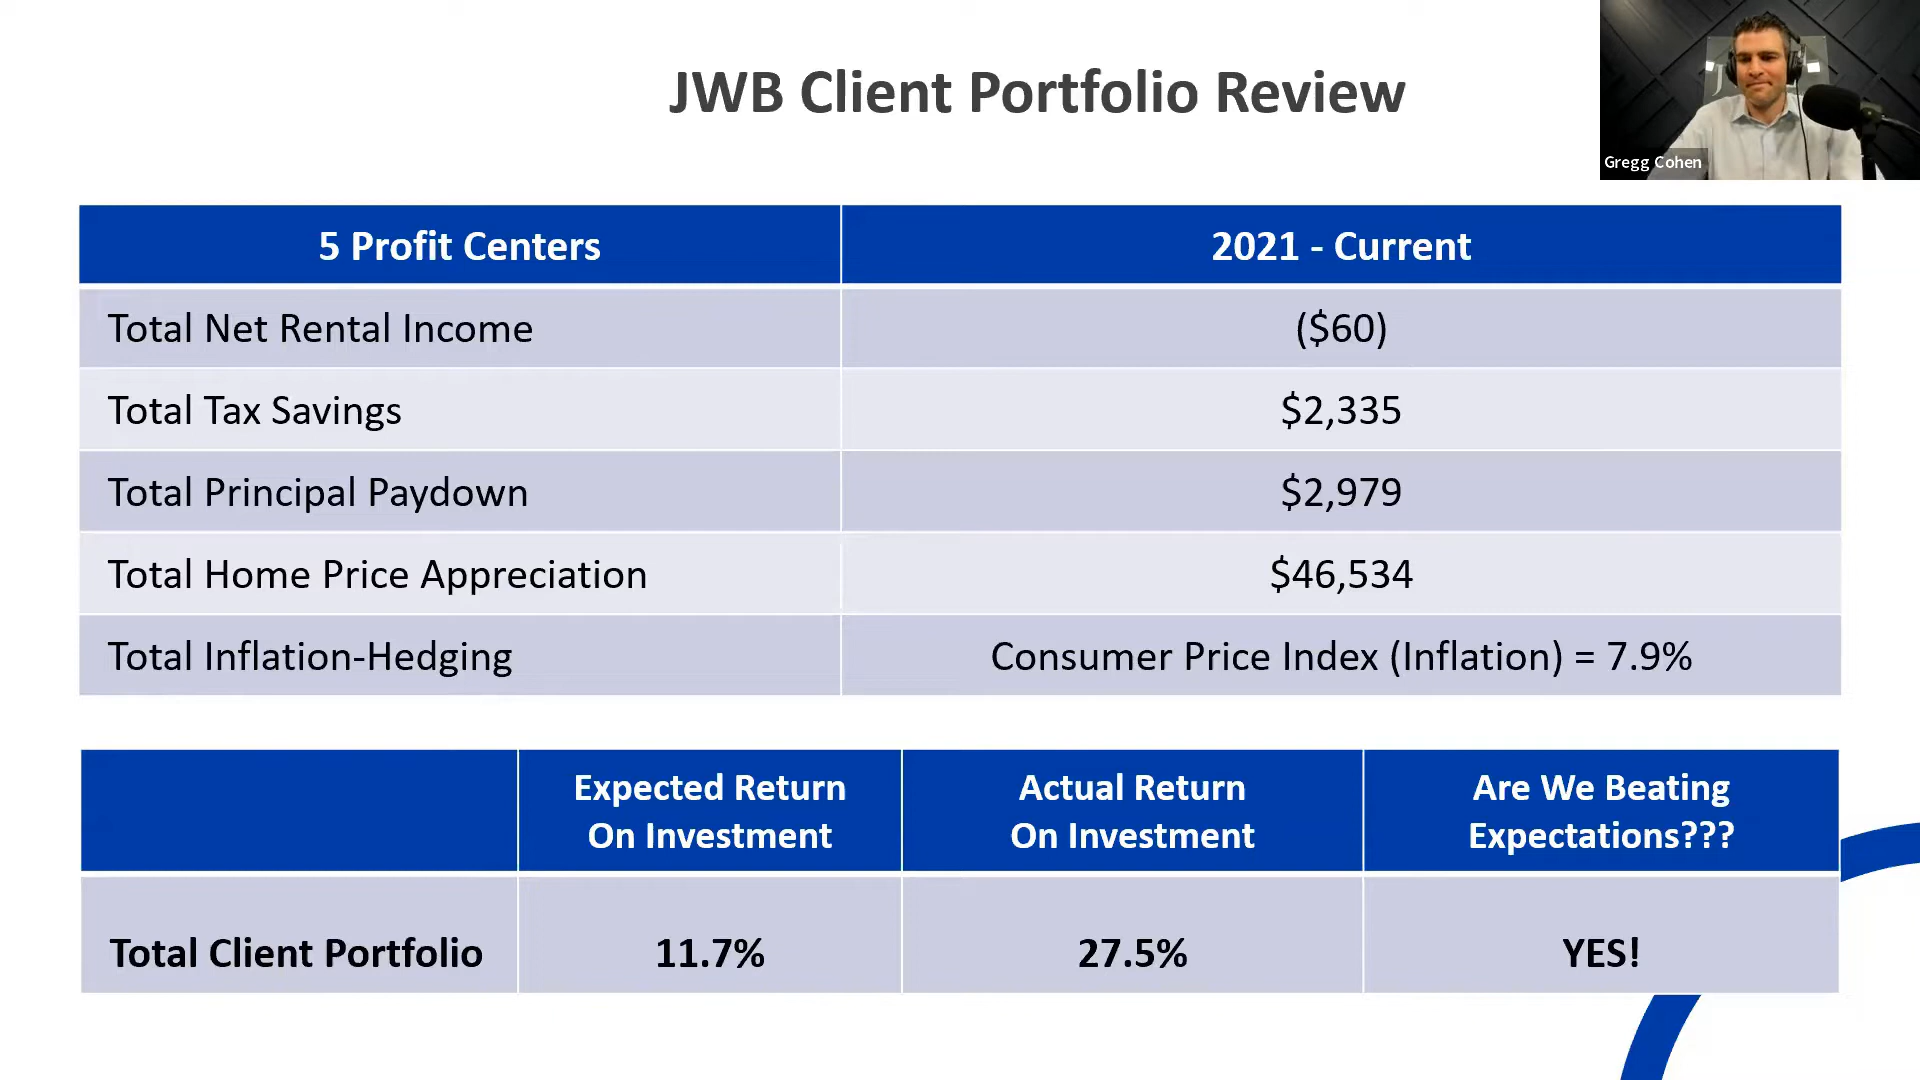 JWB Client Portfolio Review
Gregg Cohen
5 Profit Centers
2021 - Current
Total Net Rental Income
($60)
Total Tax Savings
$2,335
Total Principal Paydown
$2,979
Total Home Price Appreciation
$46,534
Total Inflation-Hedging
Consumer Price Index (Inflation) = 7.9%
Expected Return
On Investment
Actual Return
On Investment
Are We Beating
Expectations???
Total Client Portfolio
11.7%
27.5%
YES!